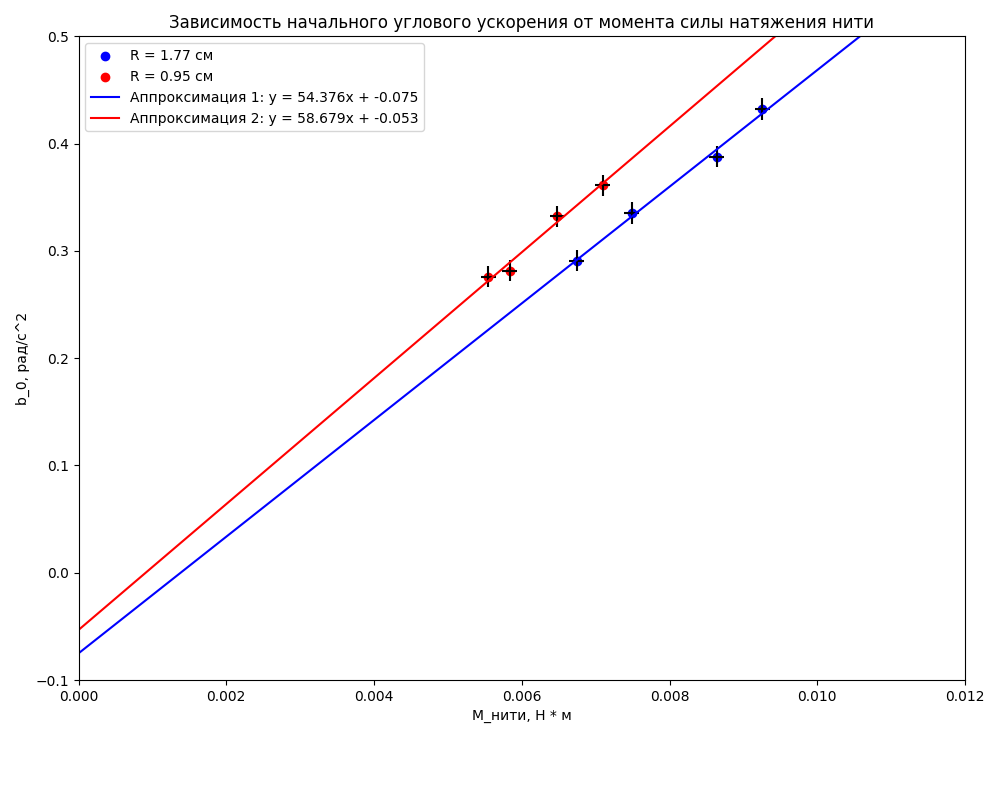 Зависимость начального углового ускорения от момента силы натяжения нити
R = 1.77 см
R = 0.95 см
Аппроксимация 1: y = 54.376x + -0.075
Аппроксимация 2: y = 58.679x + -0.053
0.5
0.4
0.3
0.2
0.1
0.0
−0.1
b_0, рад/с^2
0.000 0.002 0.004 0.006 0.008 0.010 0.012
M_нити, Н * м